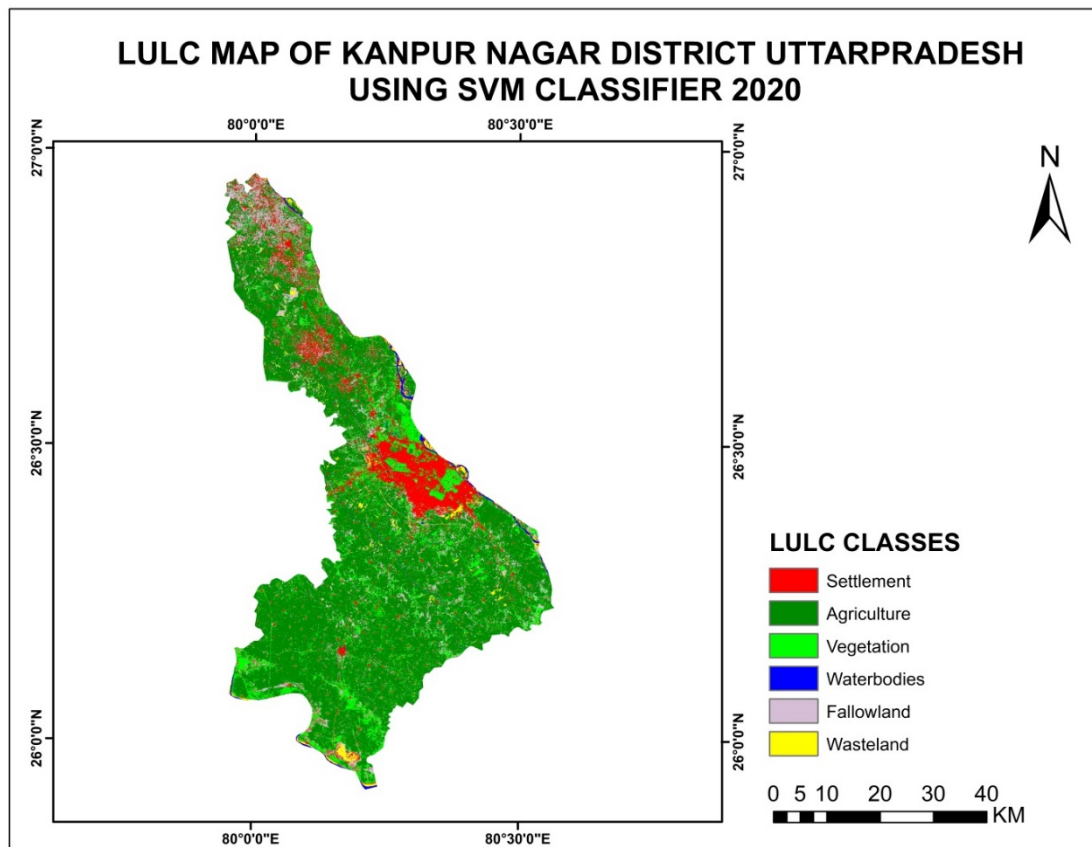 LULC MAP OF KANPUR NAGAR DISTRICT UTTARPRADESH
USING SVM CLASSIFIER 2020
80°0'0"E
80°30'0"E
27°0'0"N
27°0'0"N
N
26°30'0"N
26°30'0"N
LULC CLASSES
Settlement
Agriculture
Vegetation
Waterbodies
Fallowland
Wasteland
26°0'0"N
26°0'0"N
0 5 10 20 30 40
KM
80°0'0"E
80°30'0"E